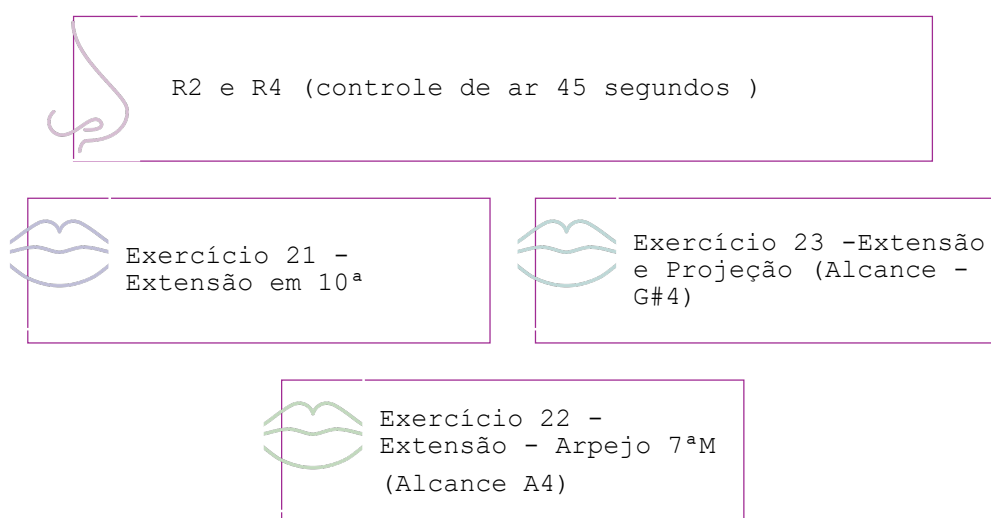 R2 e R4 (controle de ar 45 segundos )
Exercício 21 -
Extensão em 10ª
Exercício 23 -Extensão
e Projeção (Alcance -
G#4)
Exercício 22 -
Extensão - Arpejo 7ªM
(Alcance A4)